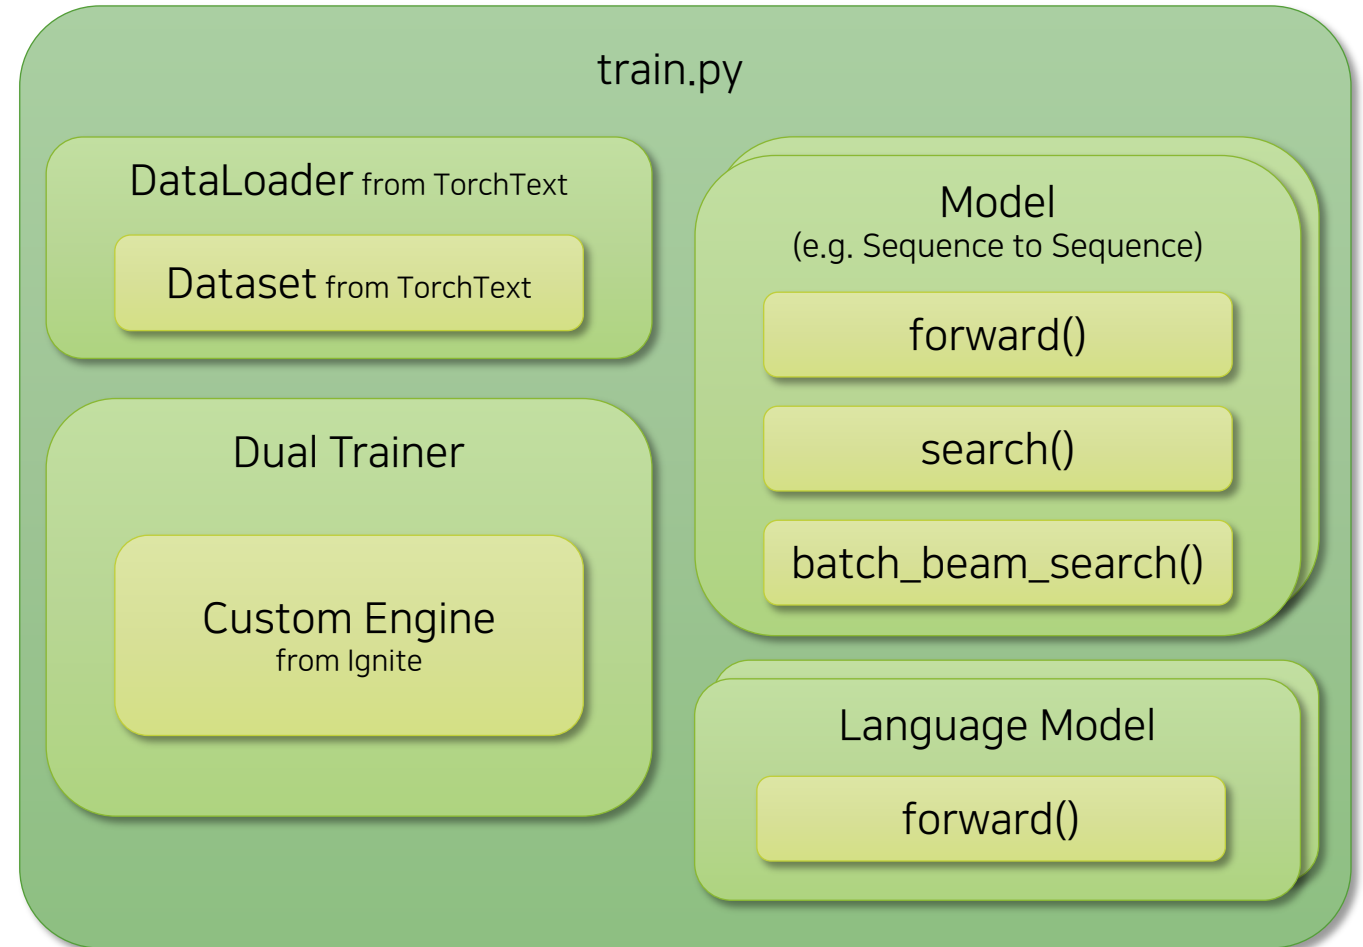 train.py
DataLoader from TorchText
Dataset from TorchText
Dual Trainer
Custom Engine
from Ignite
Model
(e.g. Sequence to Sequence)
forward()
search()
batch_beam_search()
Language Model
forward()